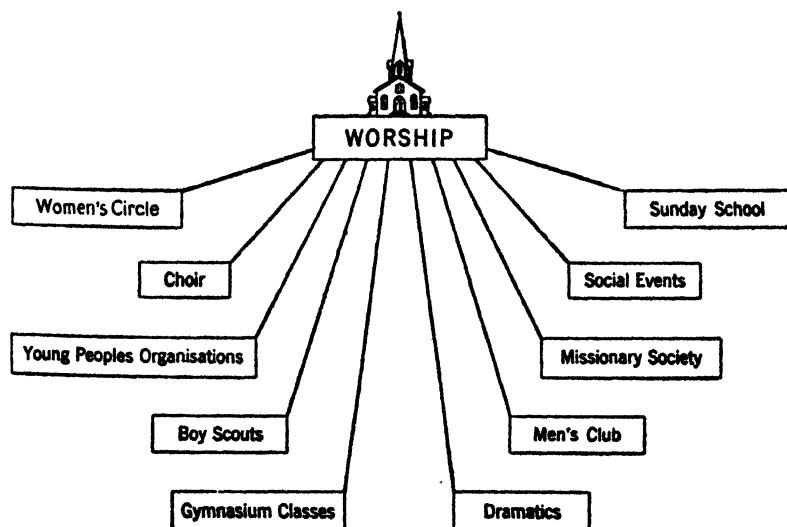 WORSHIP
Women's Circle
Sunday School
Choir
Social Events
Young Peoples Organisations
Missionary Society
Boy Scouts
Men's Club
Gymnasium Classes
Dramatics